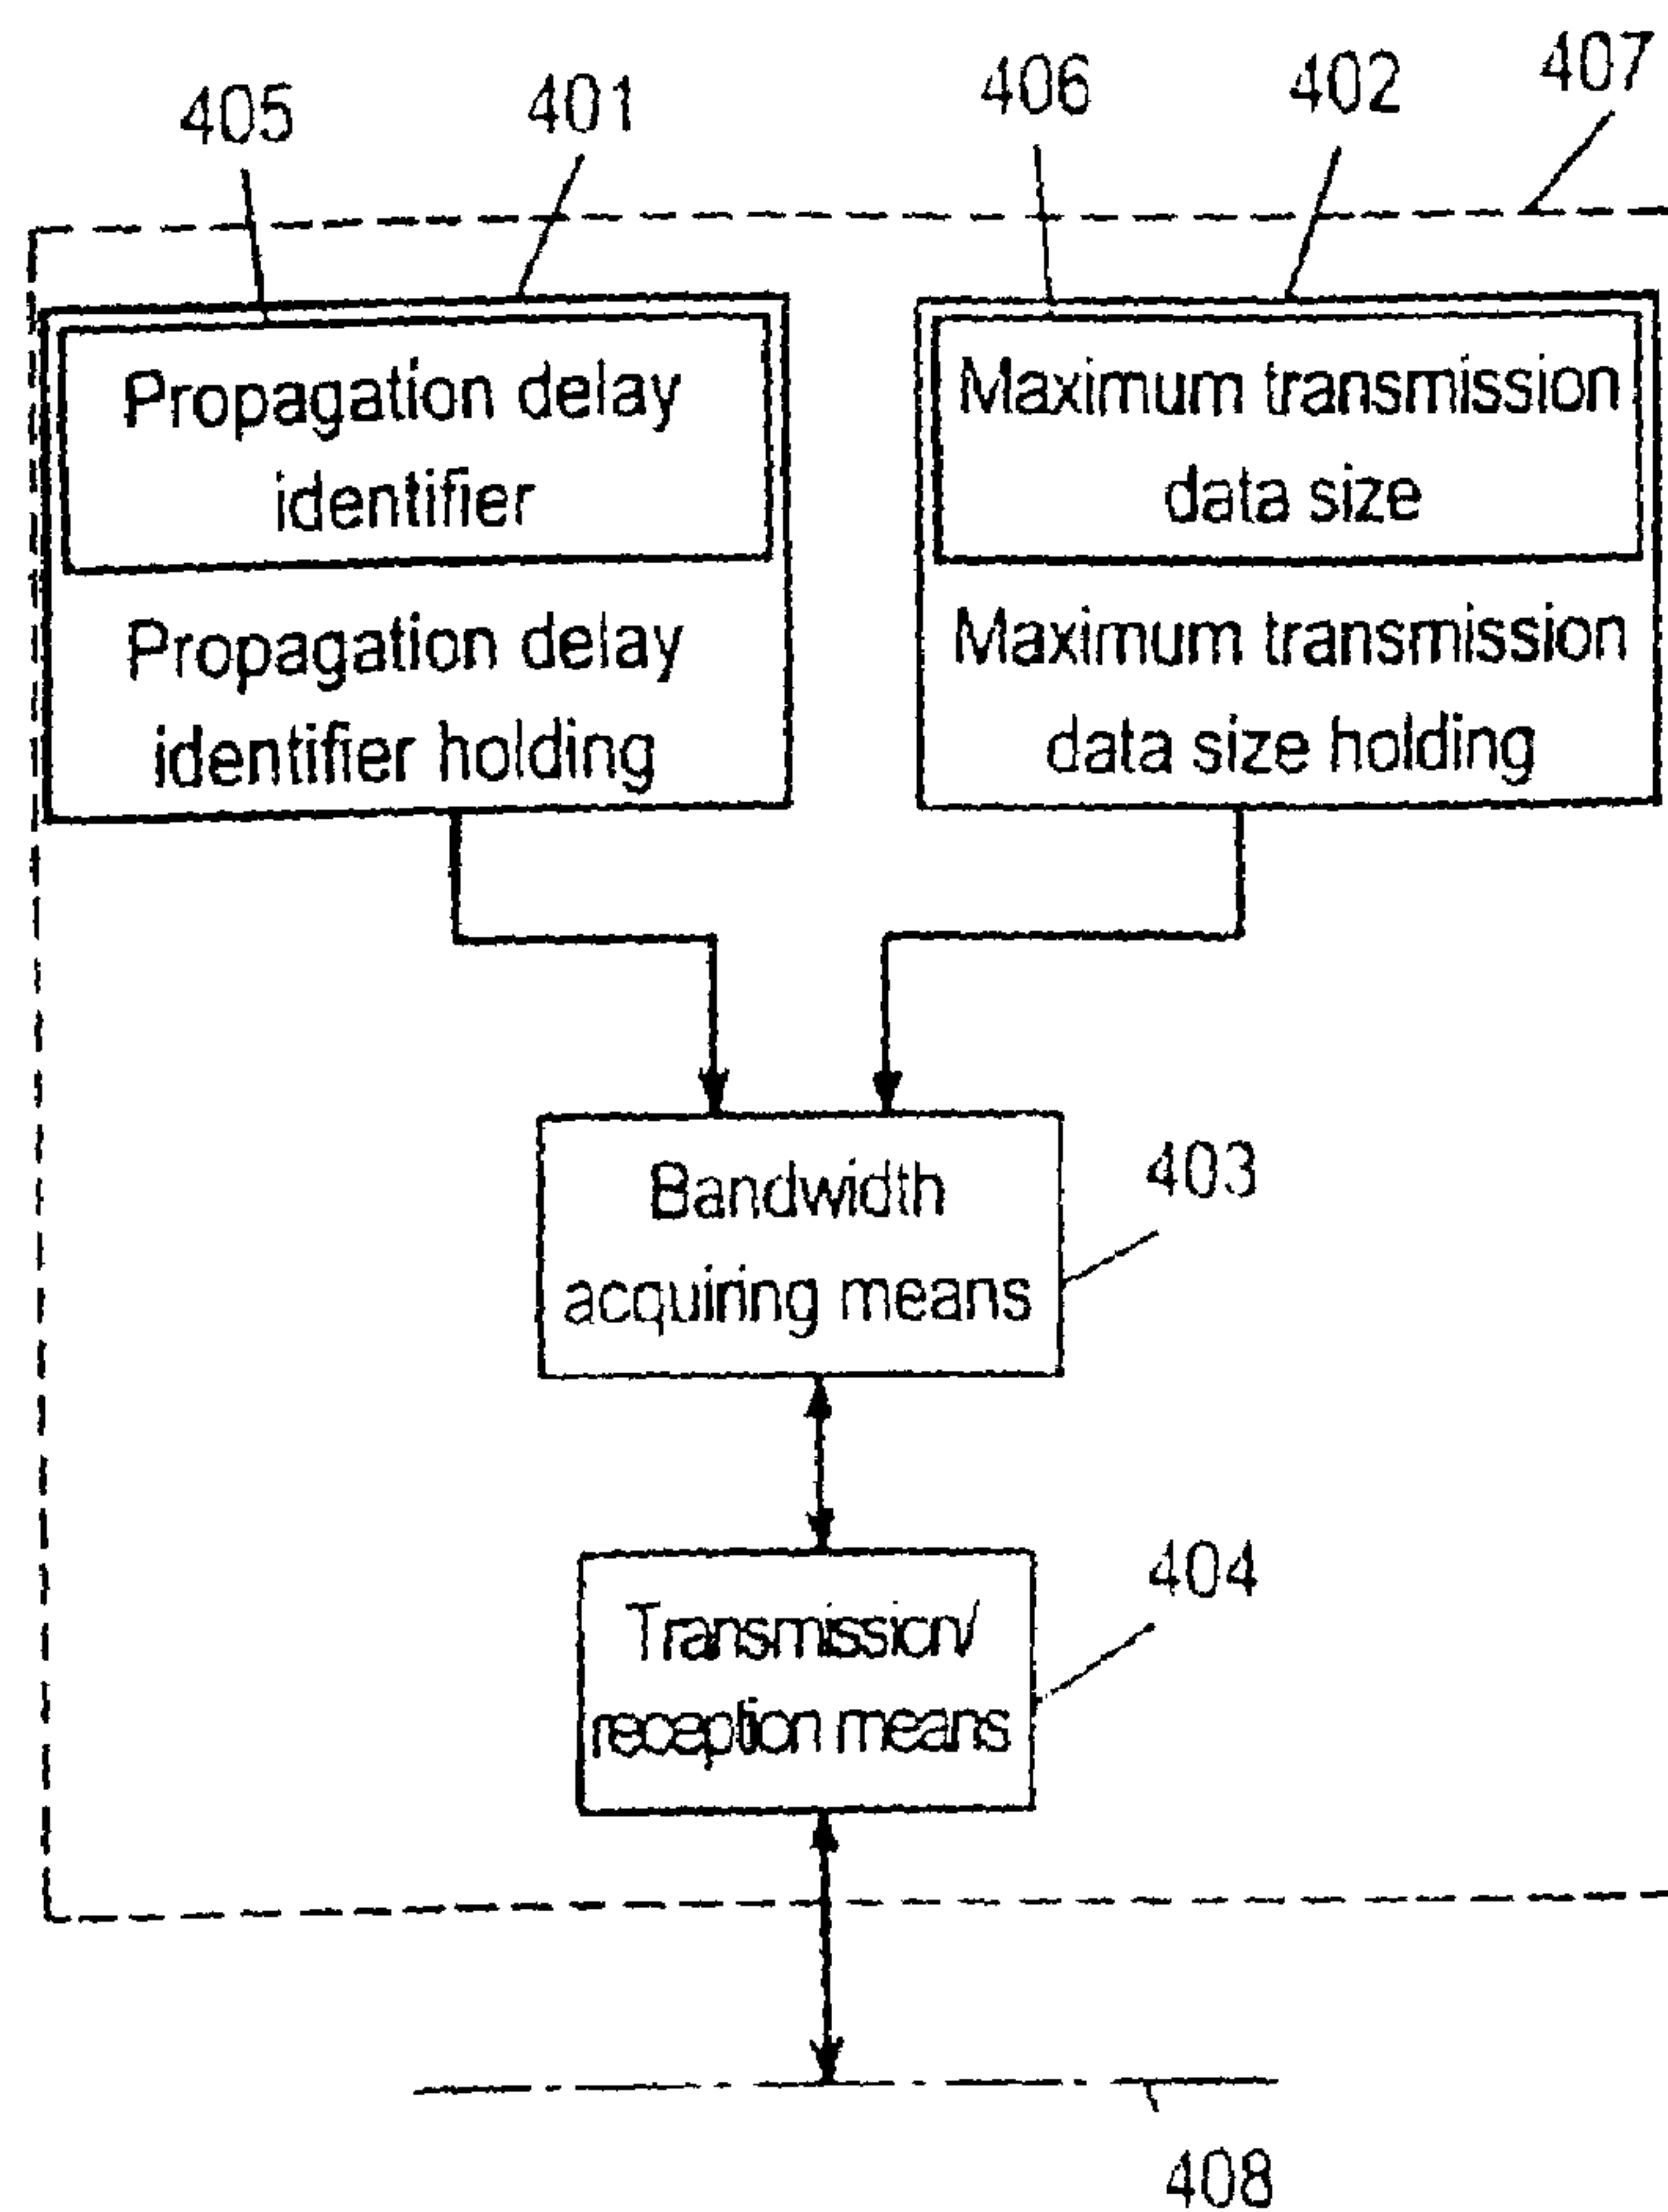 405
401
406
402
407
Propagation delay
identifier
Propagation delay
identifier holding
Maximum transmission
data size
Maximum transmission
data size holding
Bandwidth
acquiring means
403
Transmission/
reception means
404
408